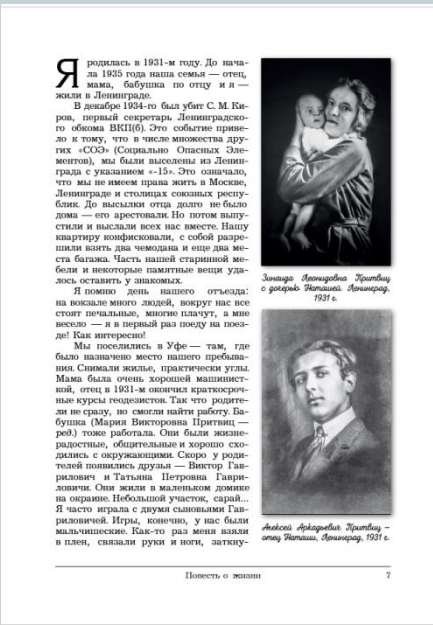 Я родилась в 1931-м году. До нача-
ла 1935 года наша семья — отец,
мама, бабушка по отцу и я —
жили в Ленинграде.
В декабре 1934-го был убит С. М. Ки-
ров, первый секретарь Ленинградско-
го обкома ВКП(б). Это событие приве-
ло к тому, что в числе множества дру-
гих «СОЭ» (Социально Опасных Эле-
ментов), мы были выселены из Ленин-
града с указанием «-15». Это означало,
что мы не имеем права жить в Москве,
Ленинграде и столицах союзных респу-
блик. До высылки отца долго не было
дома — его арестовали. Но потом выпу-
стили и выслали всех нас вместе. Нашу
квартиру конфисковали, с собой разре-
шили взять два чемодана и еще два ме-
ста багажа. Часть нашей старинной ме-
бели и некоторые памятные вещи уда-
лось оставить у знакомых.
Я помню день нашего отъезда:
на вокзале много людей, вокруг нас все
стоят печальные, многие плачут, а мне
весело — я в первый раз поеду на поез-
де! Как интересно!
Мы поселились в Уфе — там, где
было назначено место нашего пребыва-
ния. Снимали жилье, практически углы.
Мама была очень хорошей машинист-
кой, отец в 1931-м окончил краткосроч-
ные курсы геодезистов. Так что родите-
ли не сразу, но смогли найти работу. Ба-
бушка (Мария Викторовна Притвиц —
ред.) тоже работала. Они были жизне-
радостные, общительные и хорошо схо-
дились с окружающими. Скоро у роди-
телей появились друзья — Виктор Гав-
рилович и Татьяна Петровна Гаври-
ловичи. Они жили в маленьком домике
на окраине. Небольшой участок, сарай...
Я часто играла с двумя сыновьями Гав-
риловичей. Игры, конечно, у нас были
мальчишеские. Как-то раз меня взяли
в плен, связали руки и ноги, заткну-
Зинаида Леонидовна Притвиц
с дочерью Наташей. Ленинград,
1931 г.
Алексей Аркадьевич Притвиц –
отец Наташи, Ленинград, 1931 г.
Повесть о жизни
7